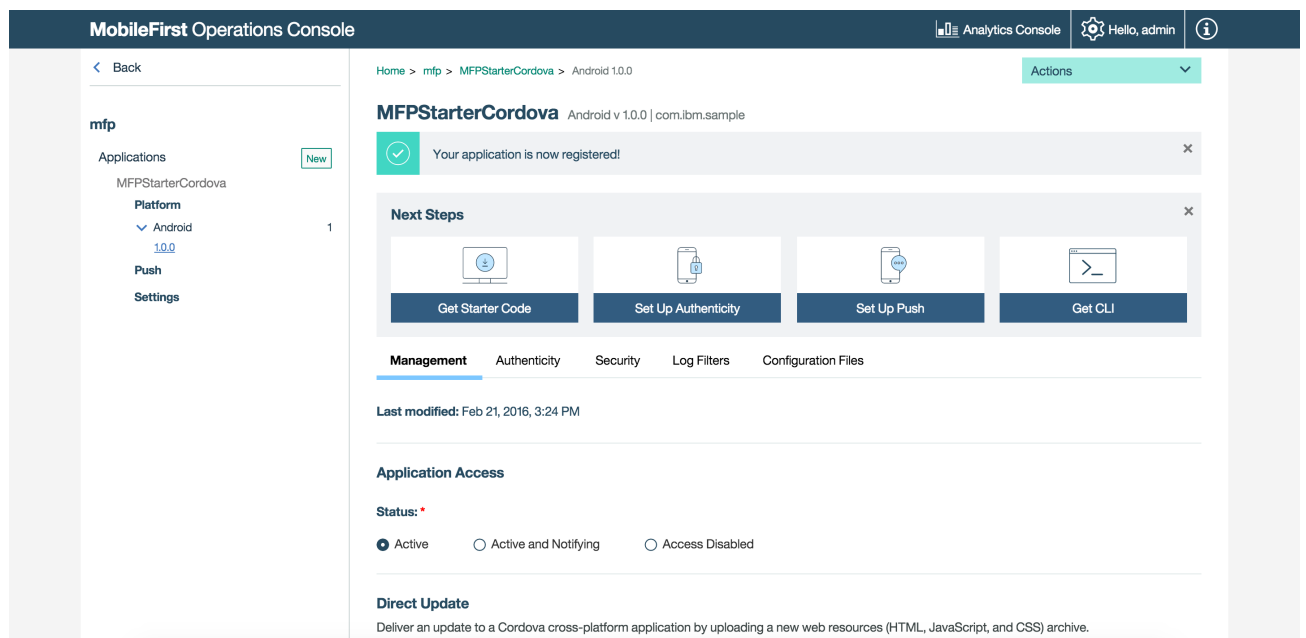 MobileFirst Operations Console
Analytics Console
Hello, admin
Back
mfp
Applications
New
MFPStarterCordova
Platform
Android 1
1.0.0
Push
Settings
Home > mfp > MFPStarterCordova > Android 1.0.0
Actions
MFPStarterCordova Android v 1.0.0 | com.ibm.sample
Your application is now registered!
Next Steps
Get Starter Code
Set Up Authenticity
Set Up Push
Get CLI
Management Authenticity Security Log Filters Configuration Files
Last modified: Feb 21, 2016, 3:24 PM
Application Access
Status: *
Active Active and Notifying Access Disabled
Direct Update
Deliver an update to a Cordova cross-platform application by uploading a new web resources (HTML, JavaScript, and CSS) archive.